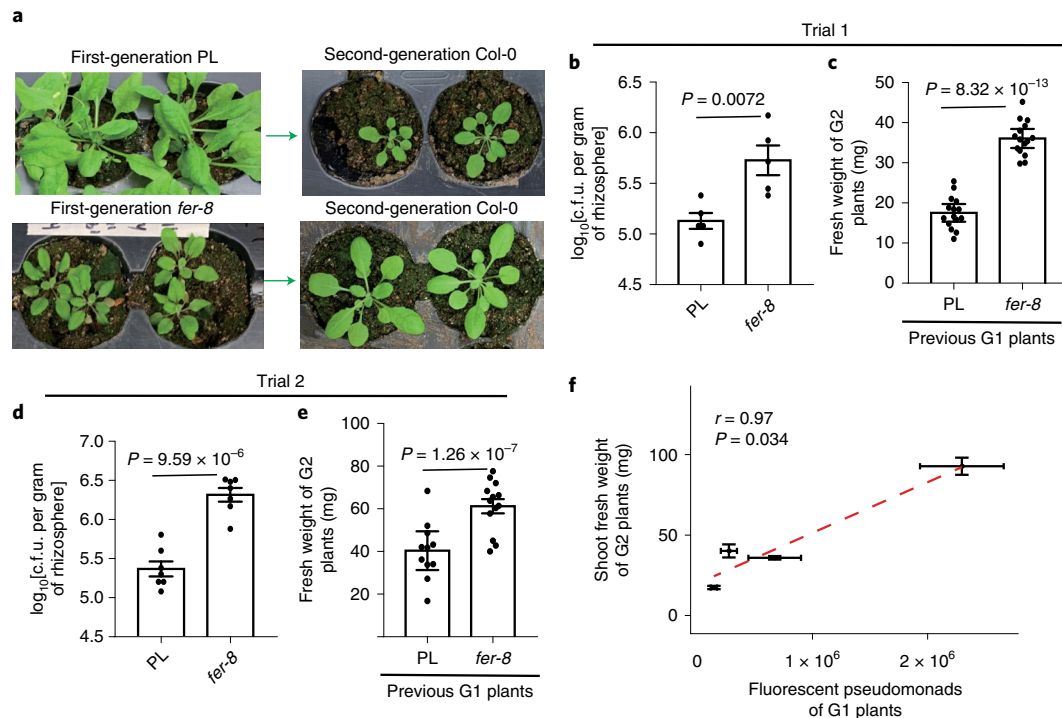 a
First-generation PL
Second-generation Col-0
First-generation fer-8
Second-generation Col-0
Trial 1
b
log₁₀[c.f.u. per gram
of rhizosphere]
6.5
6.0
5.5
5.0
4.5
P = 0.0072
PL
fer-8
c
Fresh weight of G2
plants (mg)
50
40
30
20
10
0
P = 8.32 × 10⁻¹³
PL
fer-8
Previous G1 plants
Trial 2
d
log₁₀[c.f.u. per gram
of rhizosphere]
7.0
6.5
6.0
5.5
5.0
4.5
P = 9.59 × 10⁻⁶
PL
fer-8
e
Fresh weight of G2
plants (mg)
100
80
60
40
20
P = 1.26 × 10⁻⁷
PL
fer-8
Previous G1 plants
f
r = 0.97
P = 0.034
Shoot fresh weight
of G2 plants (mg)
100
50
0
0
1 × 10⁶
2 × 10⁶
Fluorescent pseudomonads
of G1 plants